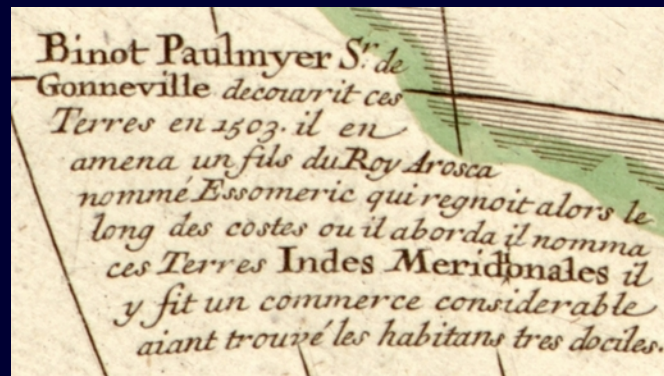 Binot Paulmyer Sr. de
Gonneville decouvrit ces
Terres en 1503. il en
amena un fils du Roy Arosca
nommé Essomeric qui regnoit alors le
long des costes ou il aborda il nomma
ces Terres Indes Meridionales il
y fit un commerce considerable
aiant trouvé les habitans tres dociles.